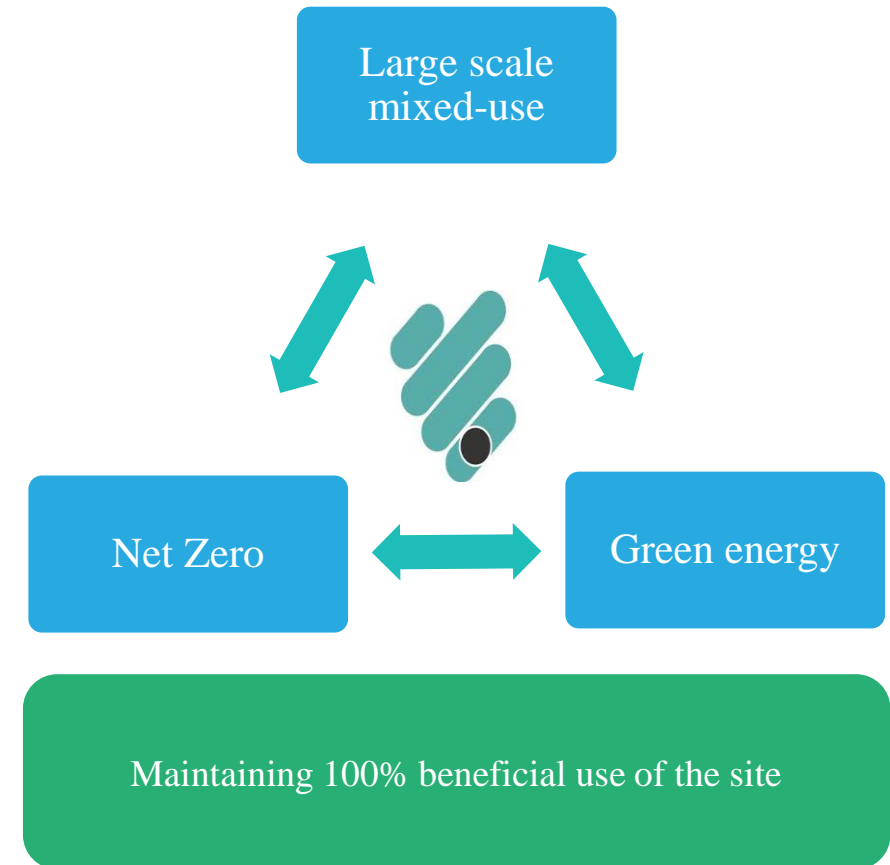 Large scale
mixed-use
Net Zero
Green energy
Maintaining 100% beneficial use of the site